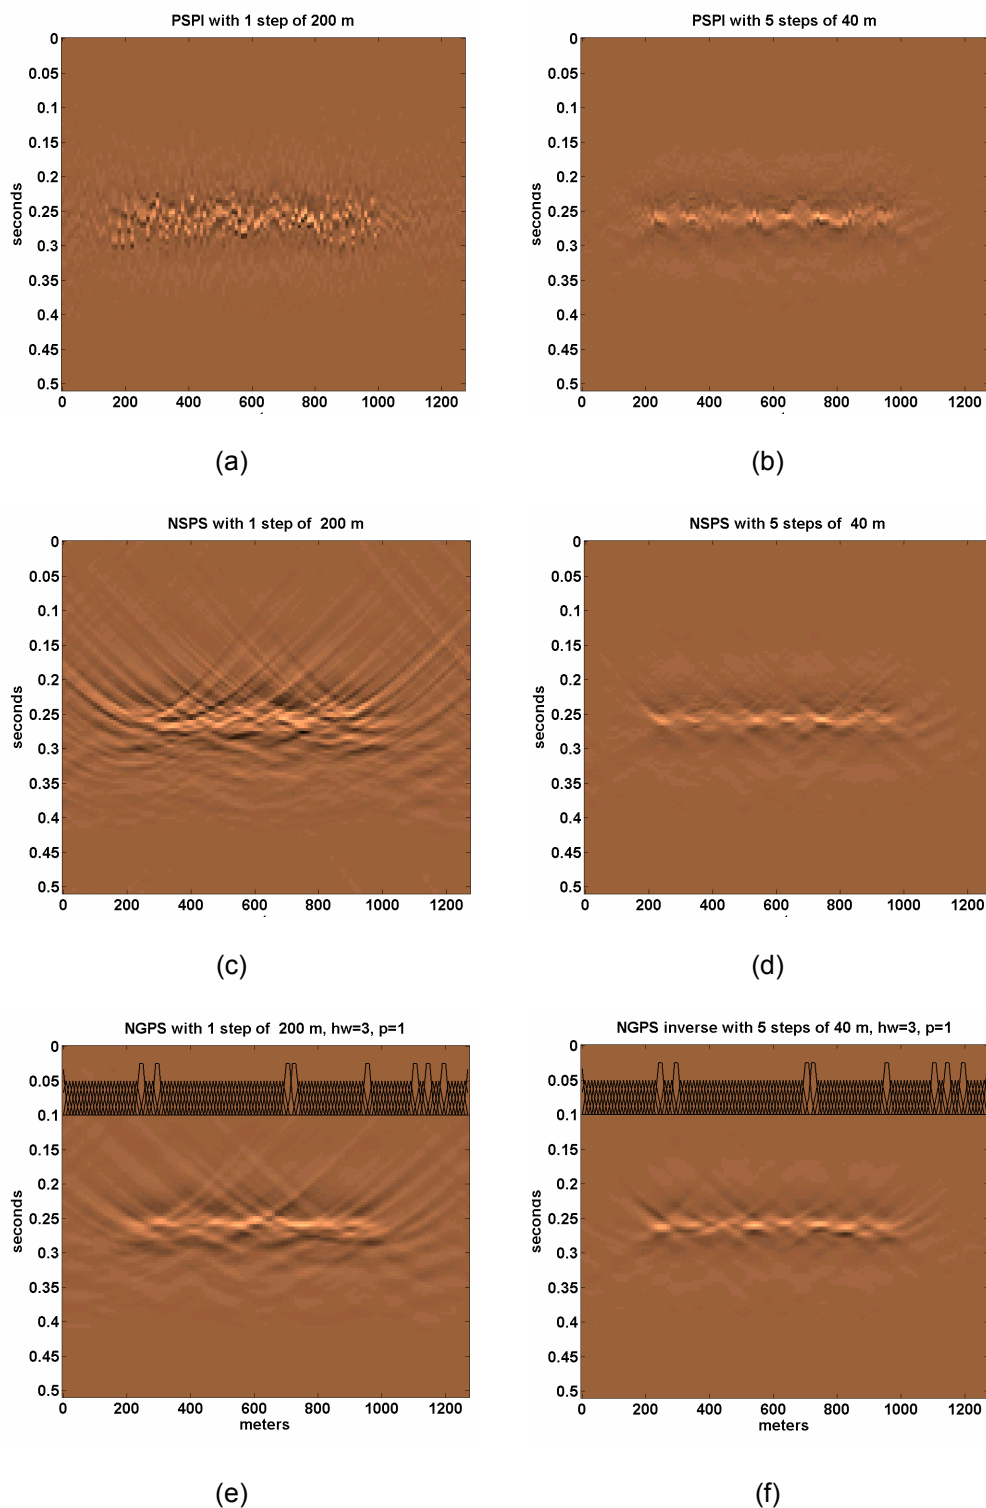 PSPI with 1 step of 200 m
0
0.05
0.1
0.15
0.2
0.25
0.3
0.35
0.4
0.45
0.5
seconds
0 200 400 600 800 1000 1200
(a)
PSPI with 5 steps of 40 m
0
0.05
0.1
0.15
0.2
0.25
0.3
0.35
0.4
0.45
0.5
seconds
0 200 400 600 800 1000 1200
(b)
NSPS with 1 step of 200 m
0
0.05
0.1
0.15
0.2
0.25
0.3
0.35
0.4
0.45
0.5
seconds
0 200 400 600 800 1000 1200
(c)
NSPS with 5 steps of 40 m
0
0.05
0.1
0.15
0.2
0.25
0.3
0.35
0.4
0.45
0.5
seconds
0 200 400 600 800 1000 1200
(d)
NGPS with 1 step of 200 m, hw=3, p=1
0
0.05
0.1
0.15
0.2
0.25
0.3
0.35
0.4
0.45
0.5
seconds
0 200 400 600 800 1000 1200
meters
(e)
NGPS inverse with 5 steps of 40 m, hw=3, p=1
0
0.05
0.1
0.15
0.2
0.25
0.3
0.35
0.4
0.45
0.5
seconds
0 200 400 600 800 1000 1200
meters
(f)